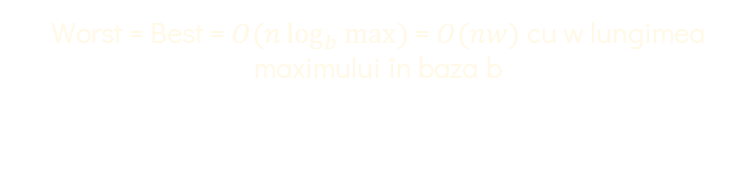 Worst = Best = O(n log_b max) = O(nw) cu w lungimea
maximului în baza b